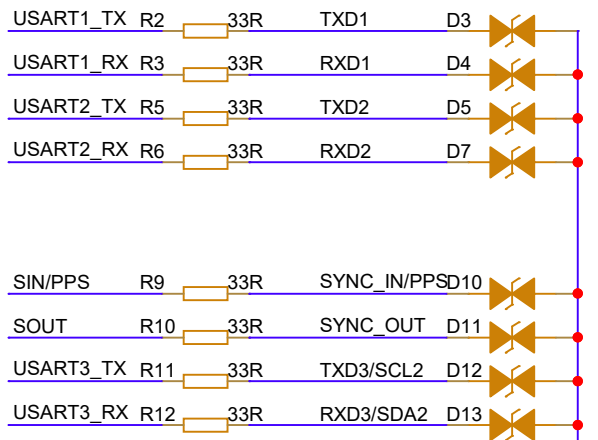 USART1_TX R2 33R TXD1 D3
USART1_RX R3 33R RXD1 D4
USART2_TX R5 33R TXD2 D5
USART2_RX R6 33R RXD2 D7
SIN/PPS R9 33R SYNC_IN/PPS D10
SOUT R10 33R SYNC_OUT D11
USART3_TX R11 33R TXD3/SCL2 D12
USART3_RX R12 33R RXD3/SDA2 D13